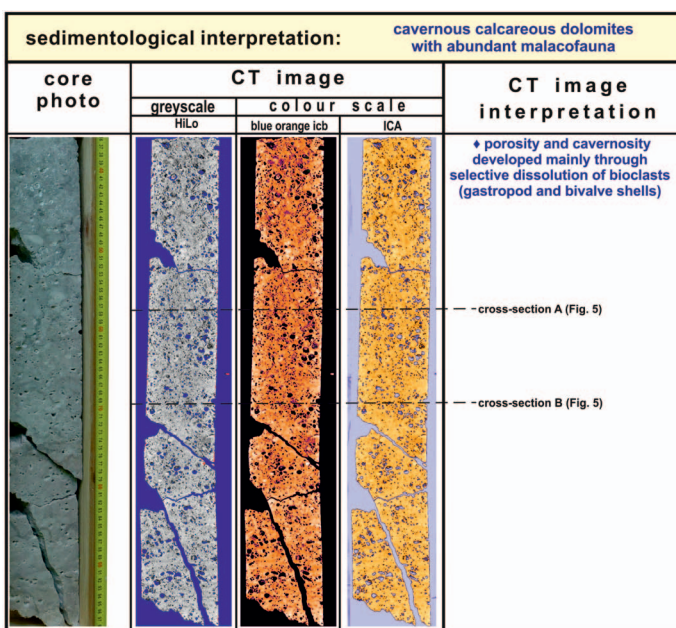 sedimentological interpretation:
cavernous calcareous dolomites
with abundant malacofauna
core
photo
CT image
greyscale
colour scale
HiLo
blue orange icb
ICA
CT image
interpretation
♦ porosity and cavernosity
developed mainly through
selective dissolution of bioclasts
(gastropod and bivalve shells)
cross-section A (Fig. 5)
cross-section B (Fig. 5)